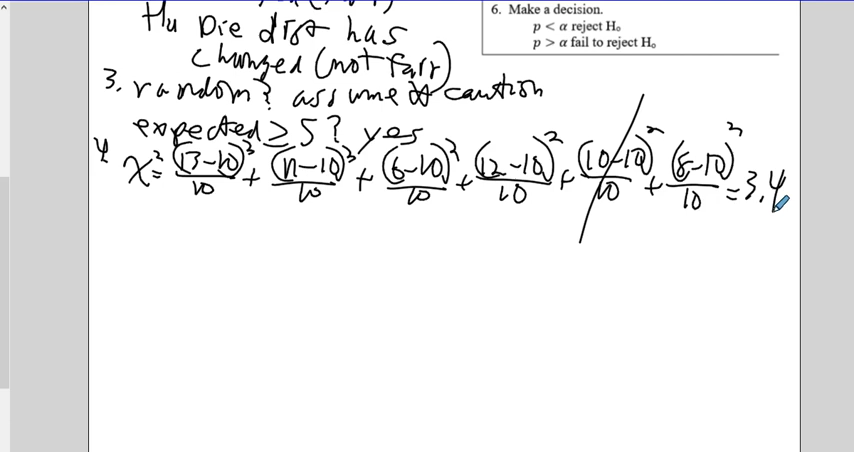 6. Make a decision.
p < α reject H₀
p > α fail to reject H₀
Die dist has
changed (not fair)
3. random? assume caution
expected ≥ 5? yes
4. χ² = (13-10)²/10 + (11-10)²/10 + (6-10)²/10 + (12-10)²/10 + (10-10)²/10 + (8-10)²/10 = 3.4